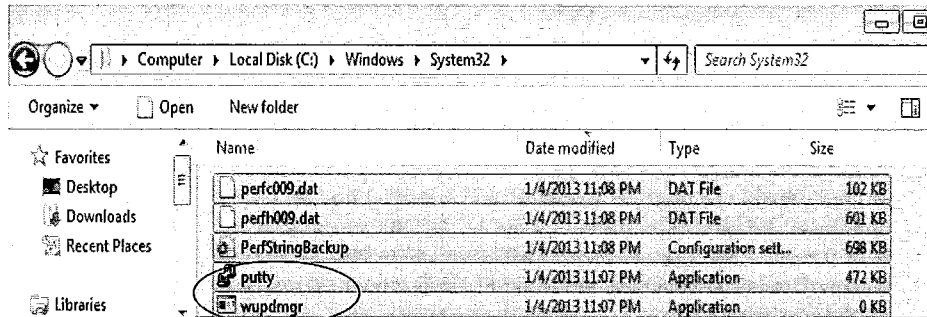 Computer Local Disk (C:) Windows System32 Search System32
Organize Open New folder
Name Date modified Type Size
Favorites
Desktop
Downloads
Recent Places
Libraries
perfc009.dat 1/4/2013 11:08 PM DAT File 102 KB
perfh009.dat 1/4/2013 11:08 PM DAT File 601 KB
PerfStringBackup 1/4/2013 11:08 PM Configuration sett... 698 KB
putty 1/4/2013 11:07 PM Application 472 KB
wupdmgr 1/4/2013 11:07 PM Application 0 KB